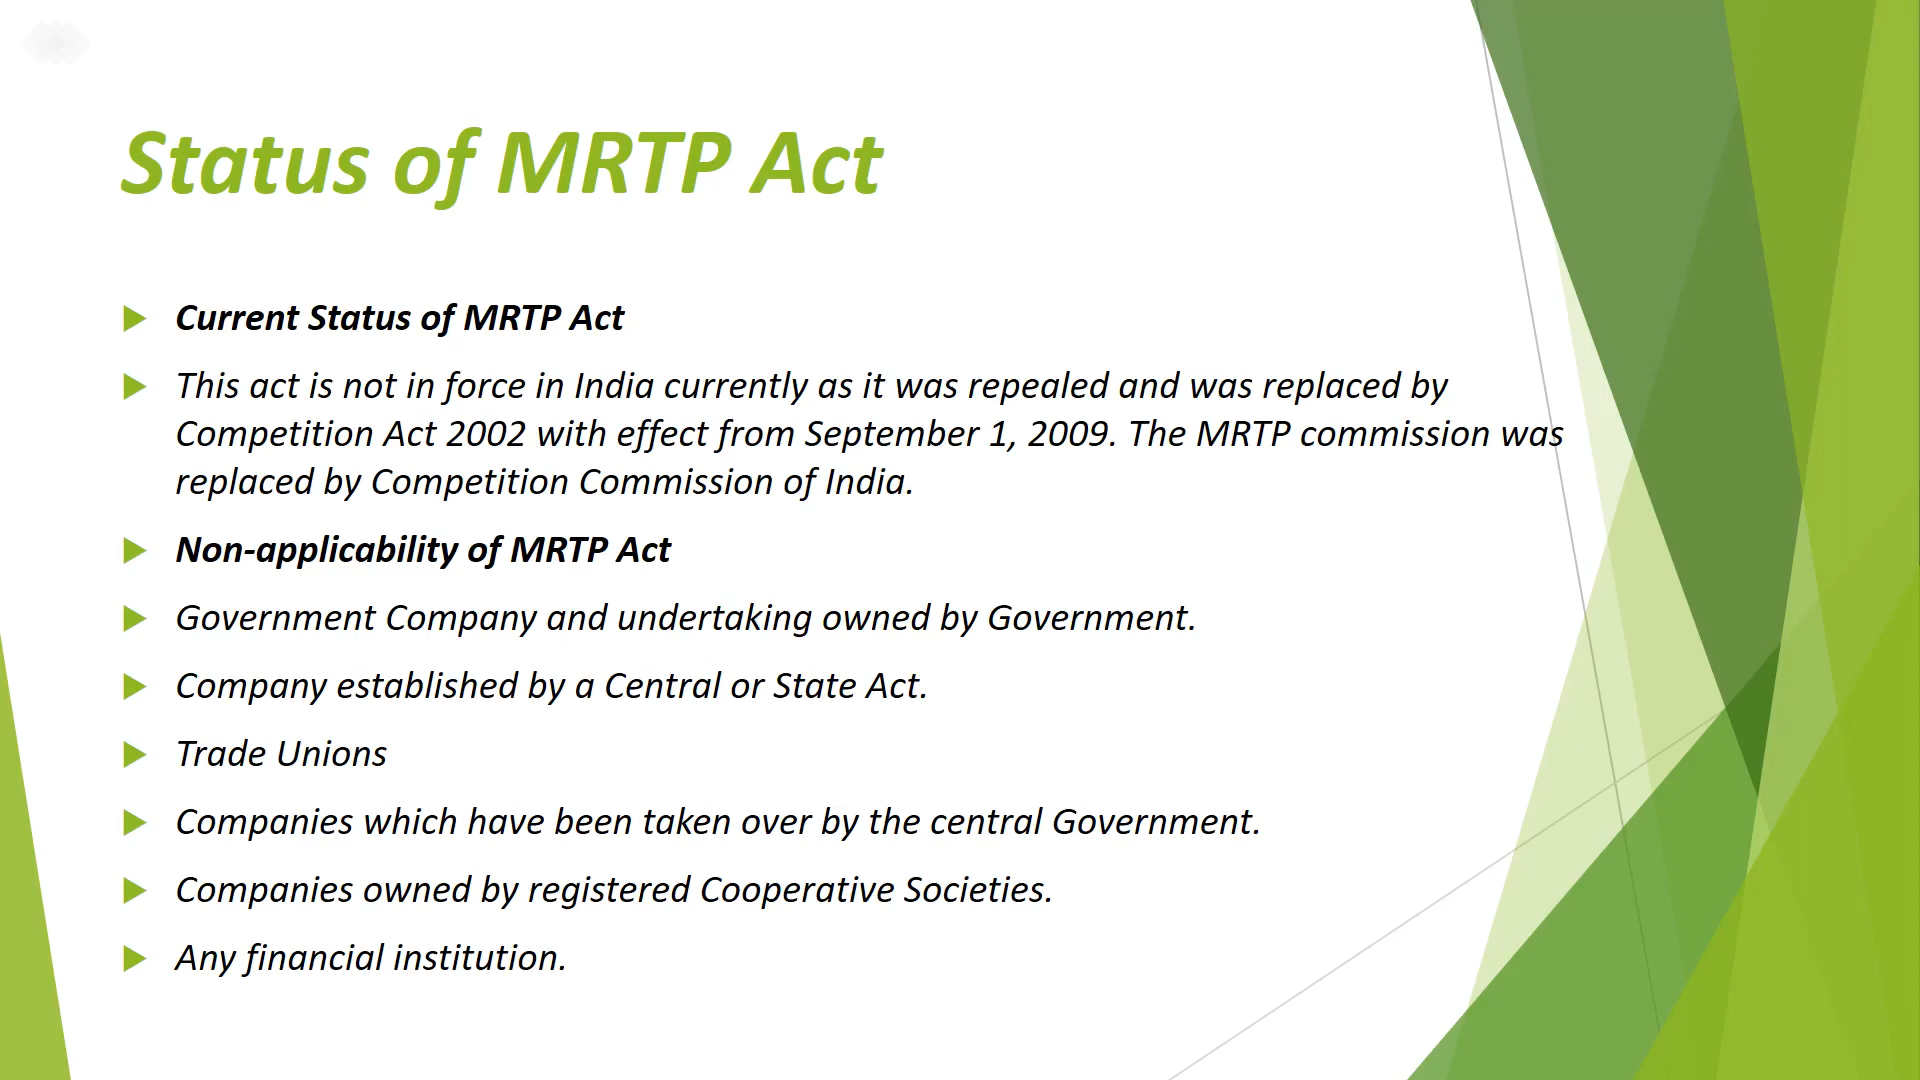 Status of MRTP Act
Current Status of MRTP Act
This act is not in force in India currently as it was repealed and was replaced by
Competition Act 2002 with effect from September 1, 2009. The MRTP commission was
replaced by Competition Commission of India.
Non-applicability of MRTP Act
Government Company and undertaking owned by Government.
Company established by a Central or State Act.
Trade Unions
Companies which have been taken over by the central Government.
Companies owned by registered Cooperative Societies.
Any financial institution.